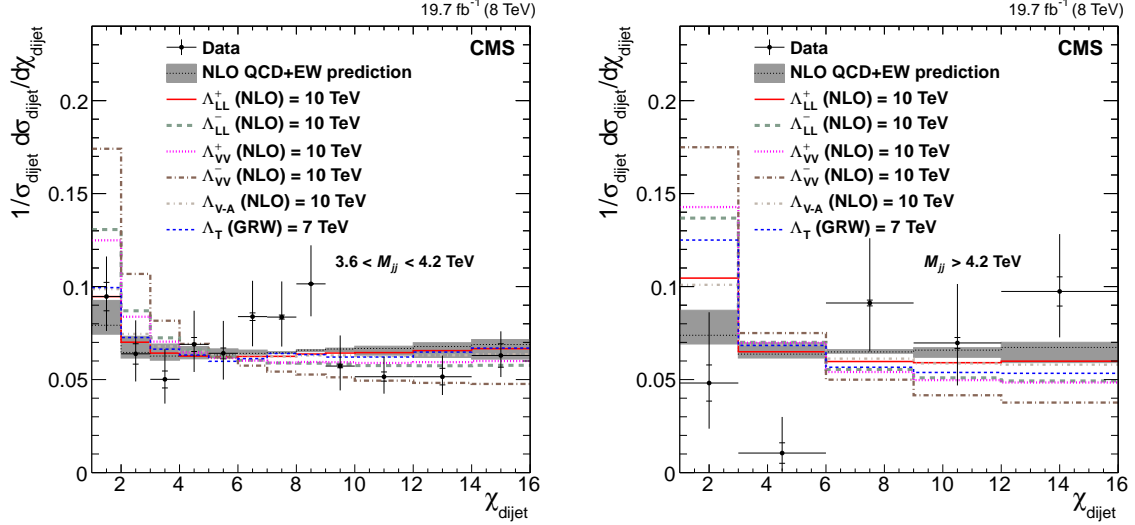 19.7 fb⁻¹ (8 TeV)
CMS
Data
NLO QCD+EW prediction
Λ⁺LL (NLO) = 10 TeV
Λ⁻LL (NLO) = 10 TeV
Λ⁺VV (NLO) = 10 TeV
Λ⁻VV (NLO) = 10 TeV
ΛV-A (NLO) = 10 TeV
ΛT (GRW) = 7 TeV
3.6 < Mjj < 4.2 TeV
1/σdijet dσdijet/dχdijet
0.2
0.15
0.1
0.05
0
2 4 6 8 10 12 14 16
χdijet
19.7 fb⁻¹ (8 TeV)
CMS
Data
NLO QCD+EW prediction
Λ⁺LL (NLO) = 10 TeV
Λ⁻LL (NLO) = 10 TeV
Λ⁺VV (NLO) = 10 TeV
Λ⁻VV (NLO) = 10 TeV
ΛV-A (NLO) = 10 TeV
ΛT (GRW) = 7 TeV
Mjj > 4.2 TeV
1/σdijet dσdijet/dχdijet
0.2
0.15
0.1
0.05
0
2 4 6 8 10 12 14 16
χdijet